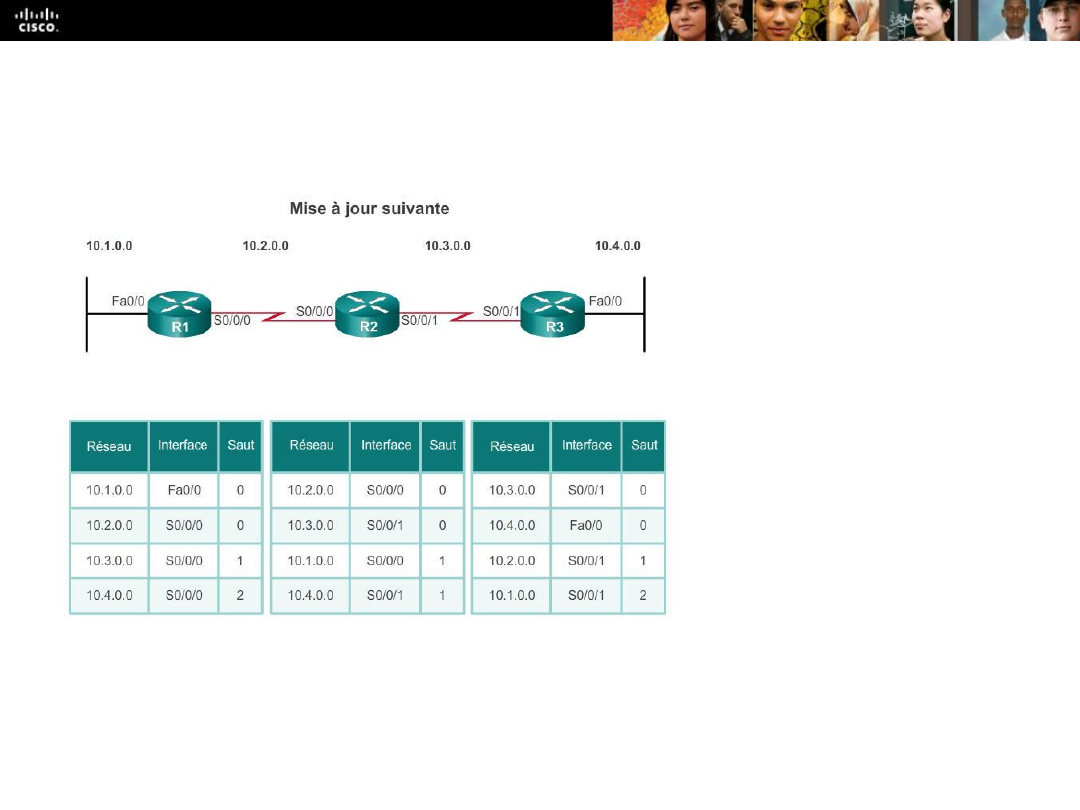 CISCO.
Mise à jour suivante
10.1.0.0 10.2.0.0 10.3.0.0 10.4.0.0
Fa0/0 S0/0/0 S0/0/1 Fa0/0
S0/0/0 S0/0/1
R1 R2 R3
Réseau Interface Saut Réseau Interface Saut Réseau Interface Saut
10.1.0.0 Fa0/0 0 10.2.0.0 S0/0/0 0 10.3.0.0 S0/0/1 0
10.2.0.0 S0/0/0 0 10.3.0.0 S0/0/1 0 10.4.0.0 Fa0/0 0
10.3.0.0 S0/0/0 1 10.1.0.0 S0/0/0 1 10.2.0.0 S0/0/1 1
10.4.0.0 S0/0/0 2 10.4.0.0 S0/0/1 1 10.1.0.0 S0/0/1 2